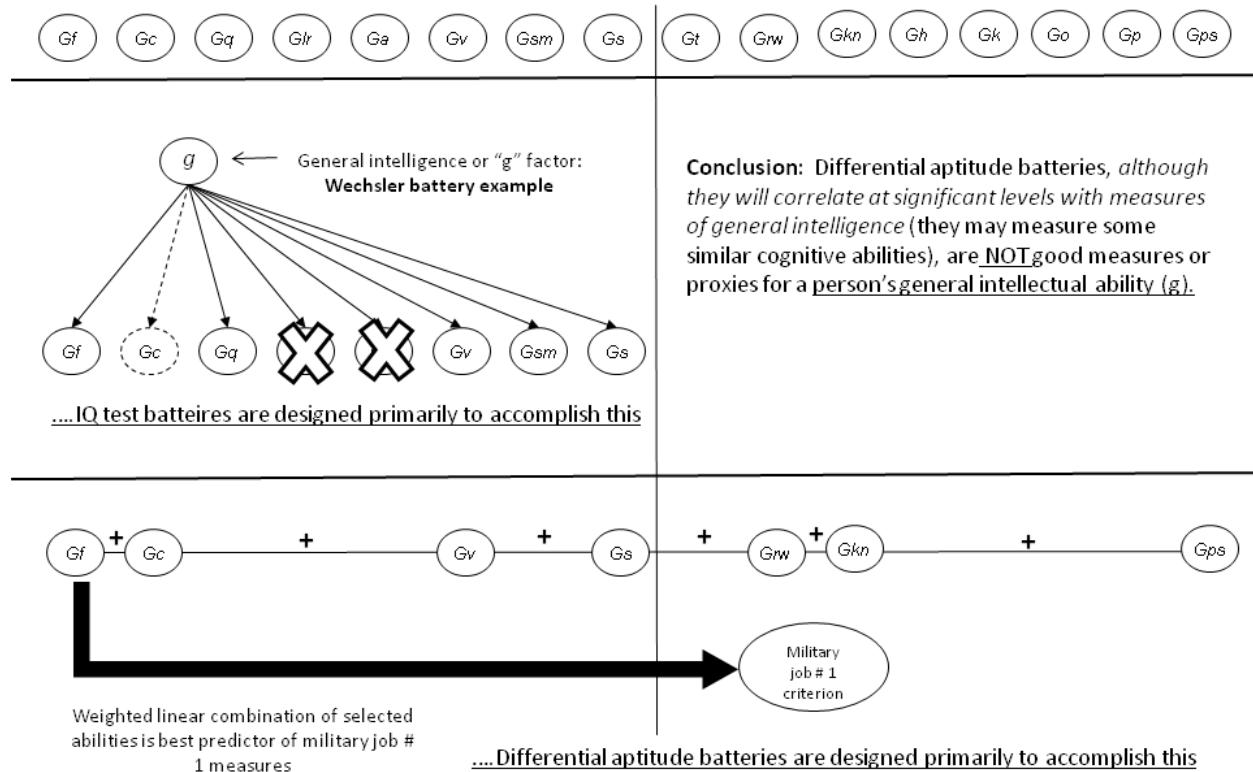 Gf Gc Gq Glr Ga Gv Gsm Gs Gt Grw Gkn Gh Gk Go Gp Gps
g
General intelligence or “g” factor:
Wechsler battery example
Gf Gc Gq Gv Gsm Gs
....IQ test batteires are designed primarily to accomplish this
Conclusion: Differential aptitude batteries, although
they will correlate at significant levels with measures
of general intelligence (they may measure some
similar cognitive abilities), are NOT good measures or
proxies for a person’s general intellectual ability (g).
Gf + Gc + Gv + Gs + Grw + Gkn + Gps
Military
job # 1
criterion
Weighted linear combination of selected
abilities is best predictor of military job #
1 measures
....Differential aptitude batteries are designed primarily to accomplish this